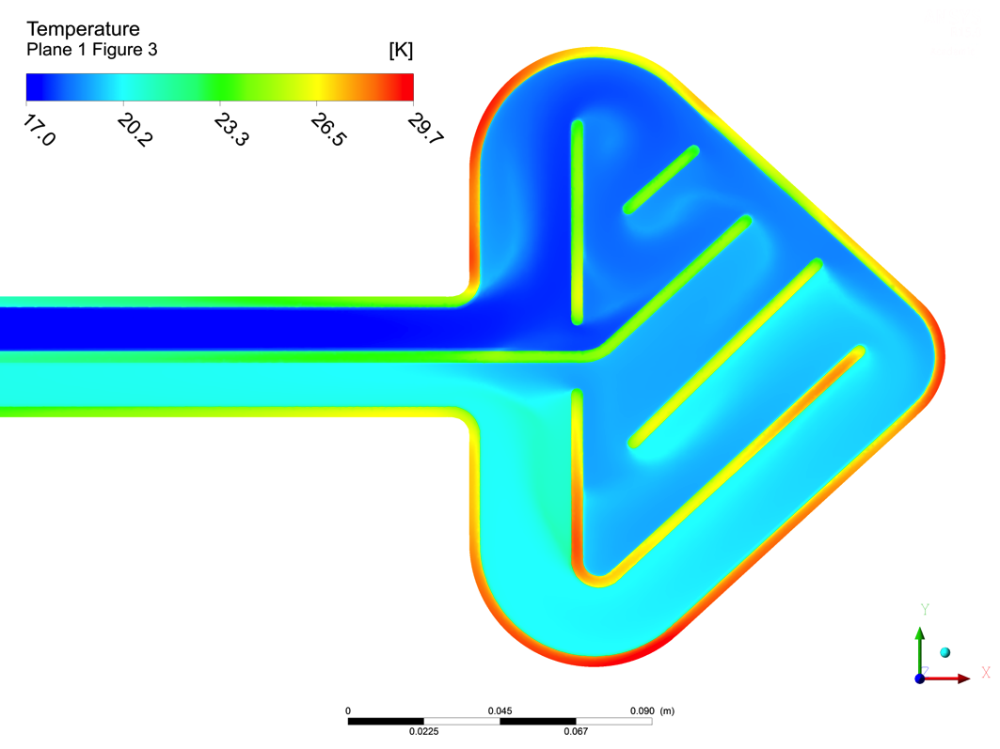 Temperature
Plane 1 Figure 3
[K]
17.0 20.2 23.3 26.5 29.7
Y
Z
X
0 0.045 0.090 (m)
0.0225 0.067